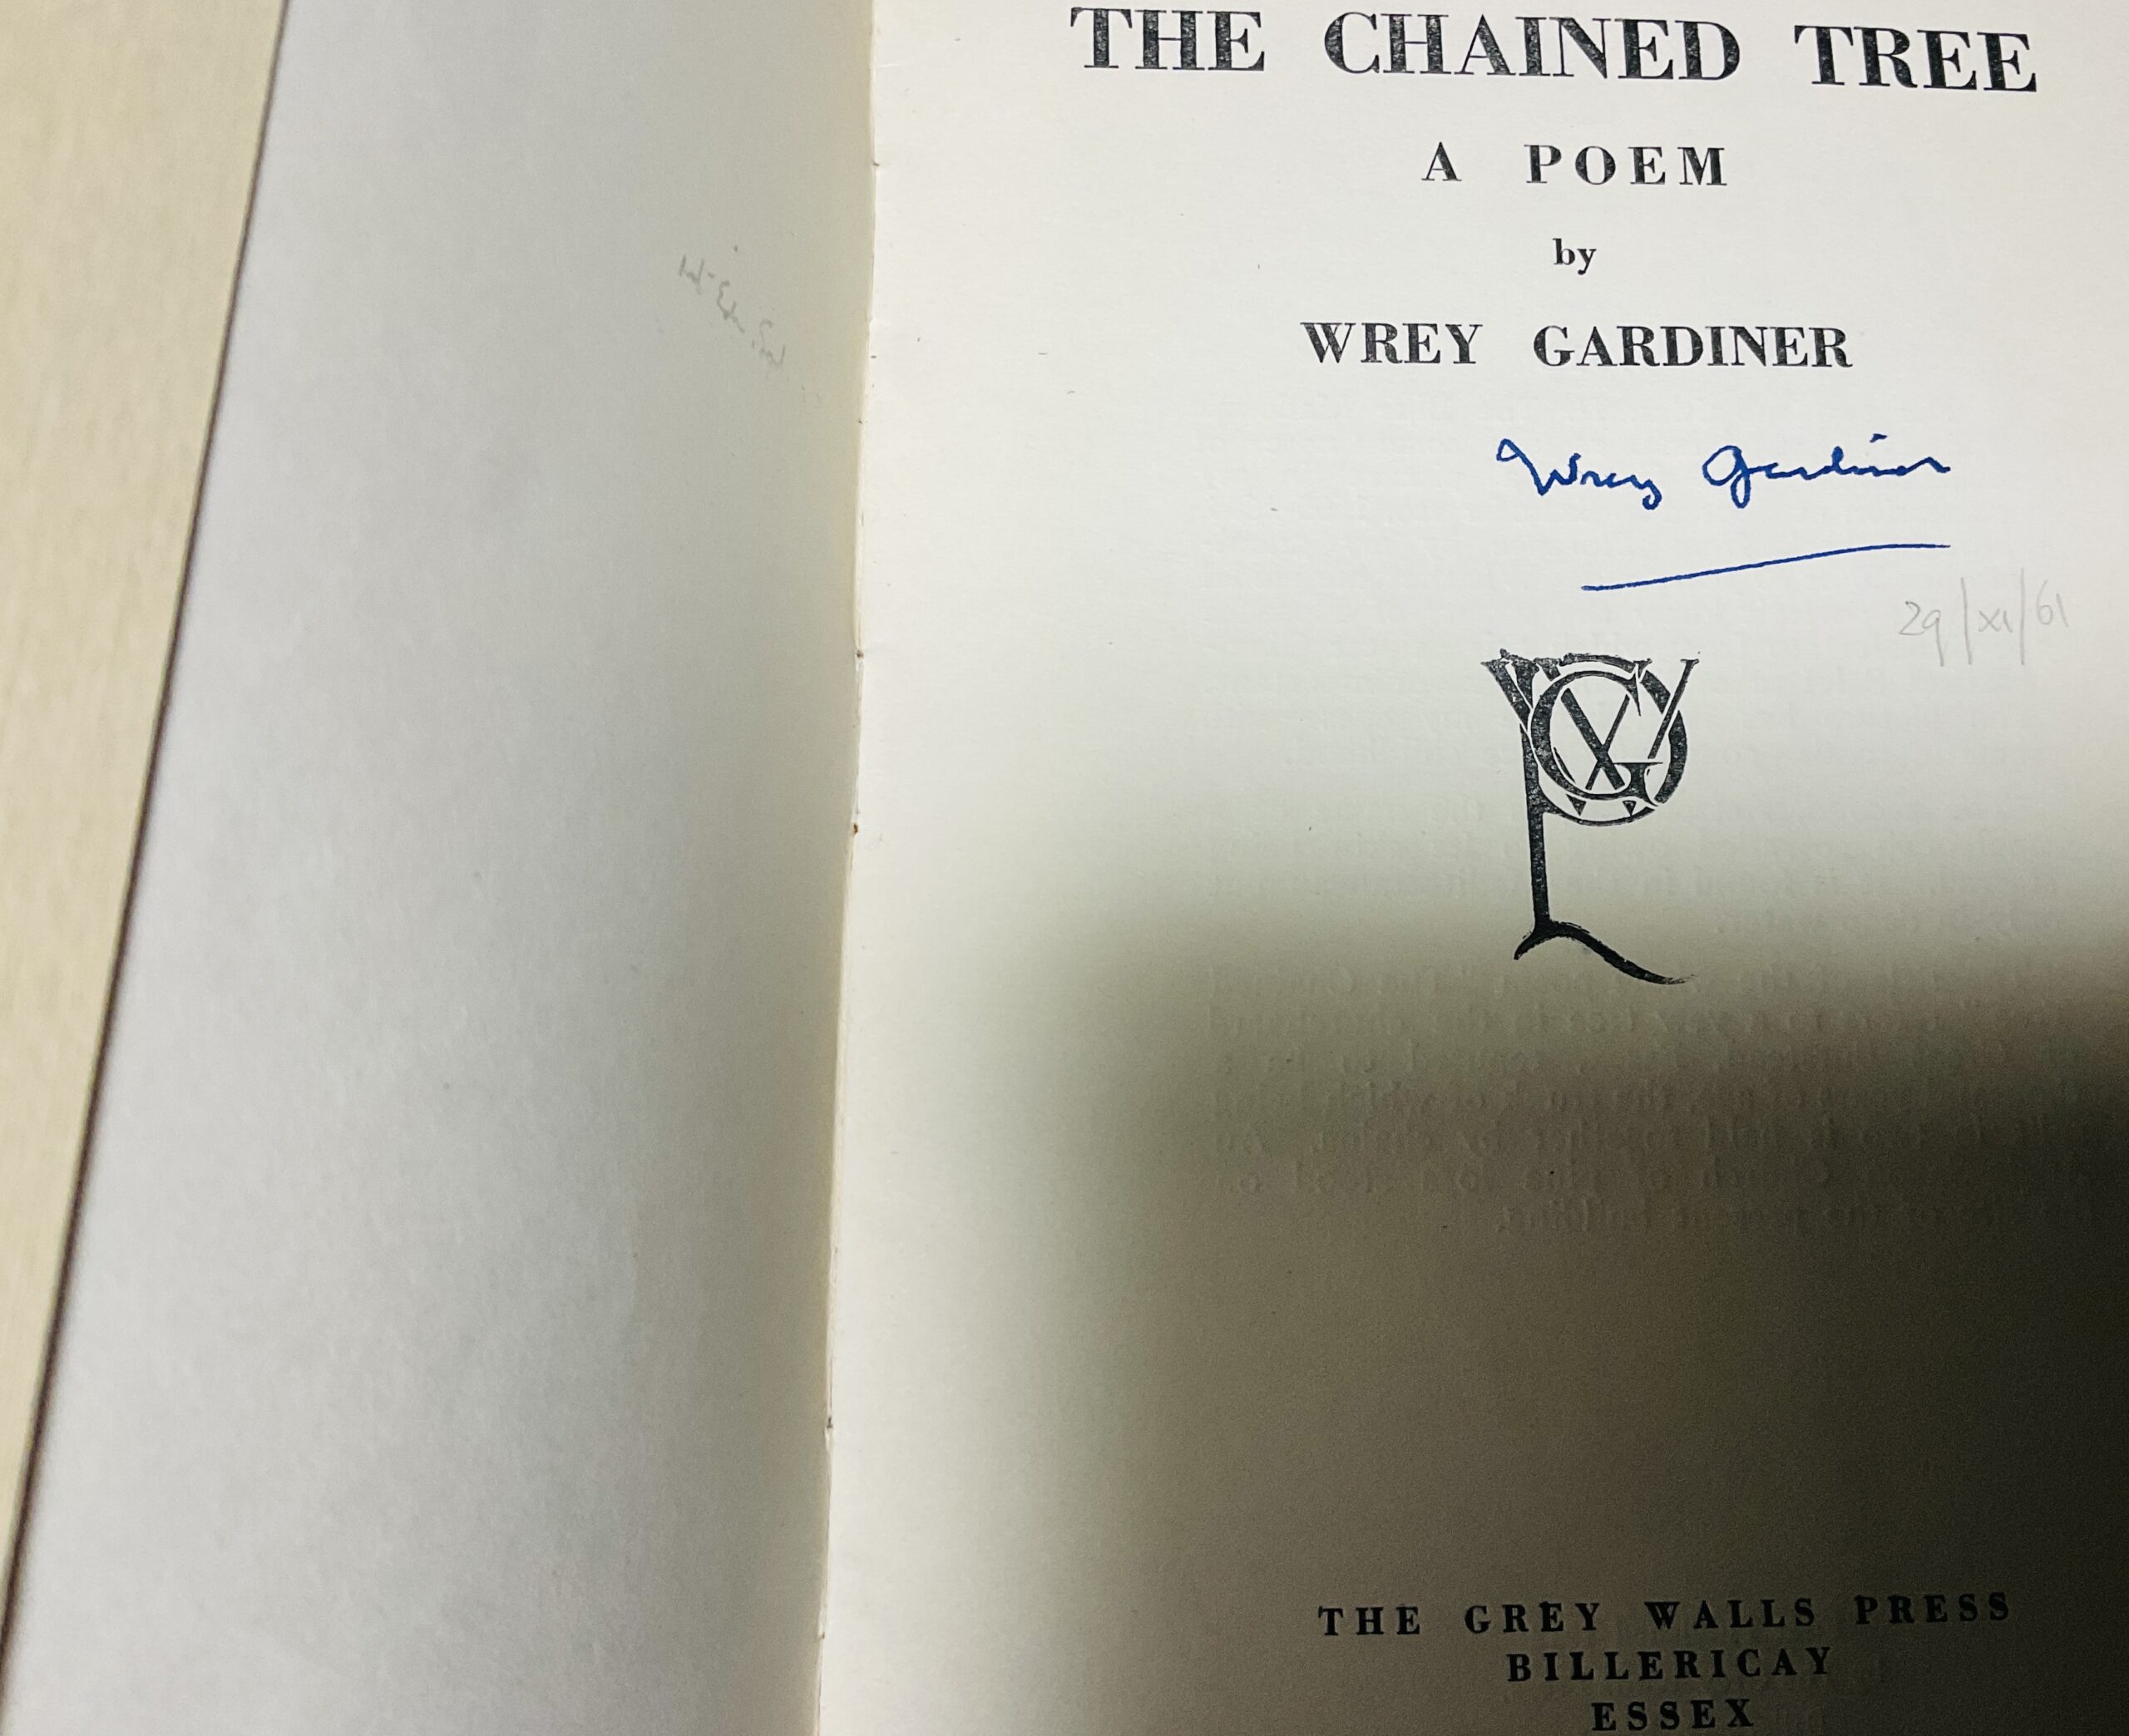 THE CHAINED TREE
A POEM
by
WREY GARDINER
Wrey Gardiner
29/xi/61
THE GREY WALLS PRESS
BILLERICAY
ESSEX